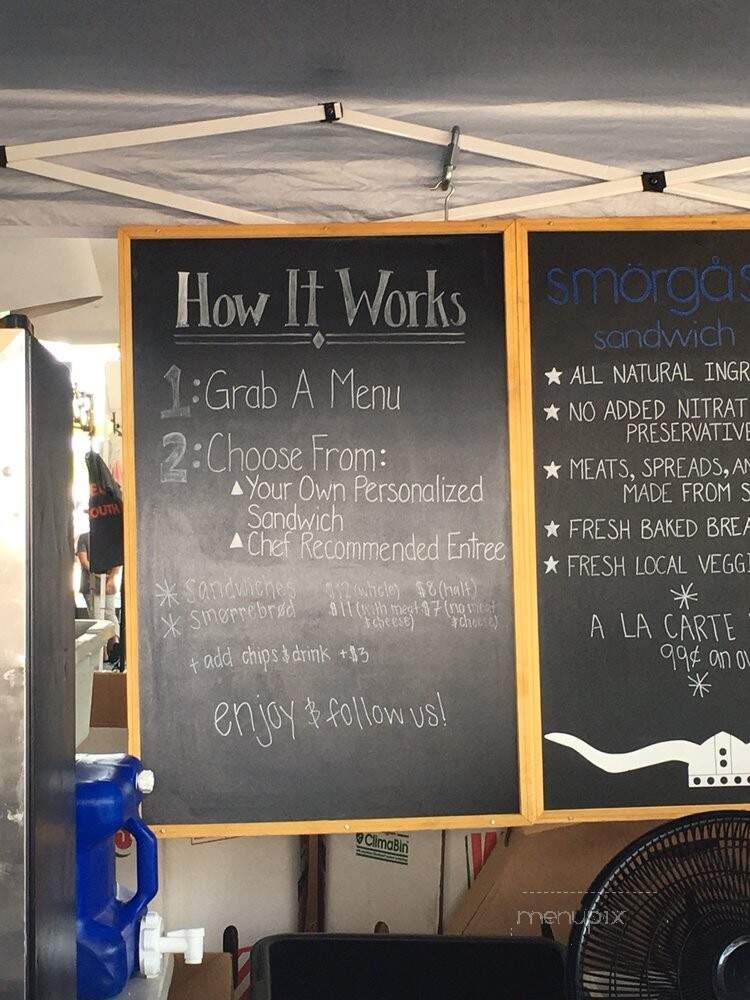 How It Works
1: Grab A Menu
2: Choose From:
Your Own Personalized
Sandwich
Chef Recommended Entree
* Sandwiches $12 (whole) $8 (half)
* Smørrebrød $11 (with meat $7 (no meat
& cheese) & cheese)
+ add chips & drink +$3
enjoy & follow us!
smörgås
sandwich
★ ALL NATURAL INGR
★ NO ADDED NITRAT
PRESERVATIVE
★ MEATS, SPREADS, AN
MADE FROM S
★ FRESH BAKED BREA
★ FRESH LOCAL VEGGI
*
A LA CARTE
99¢ an ou
*
OUTH
ClimaBin
menupix